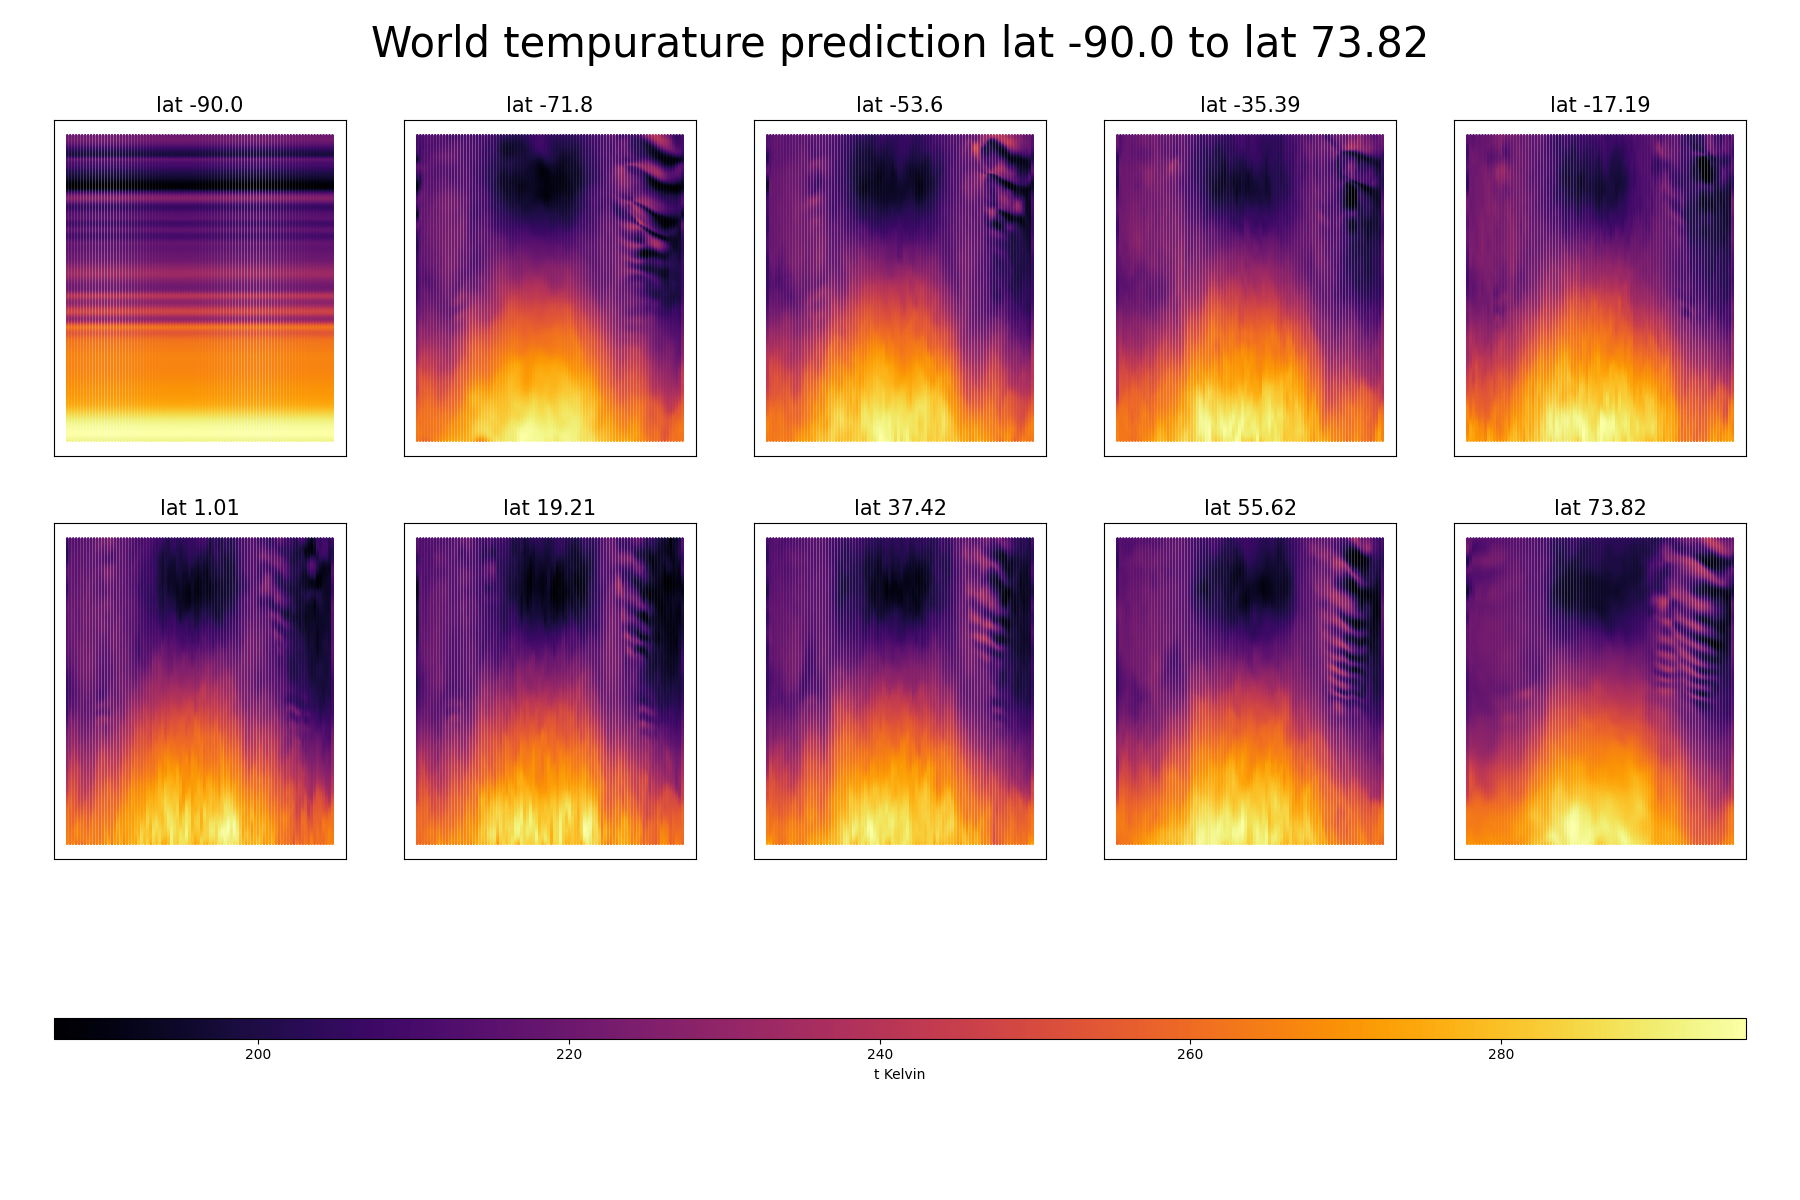 World tempurature prediction lat -90.0 to lat 73.82
lat -90.0
lat -71.8
lat -53.6
lat -35.39
lat -17.19
lat 1.01
lat 19.21
lat 37.42
lat 55.62
lat 73.82
200 220 240 260 280
t Kelvin